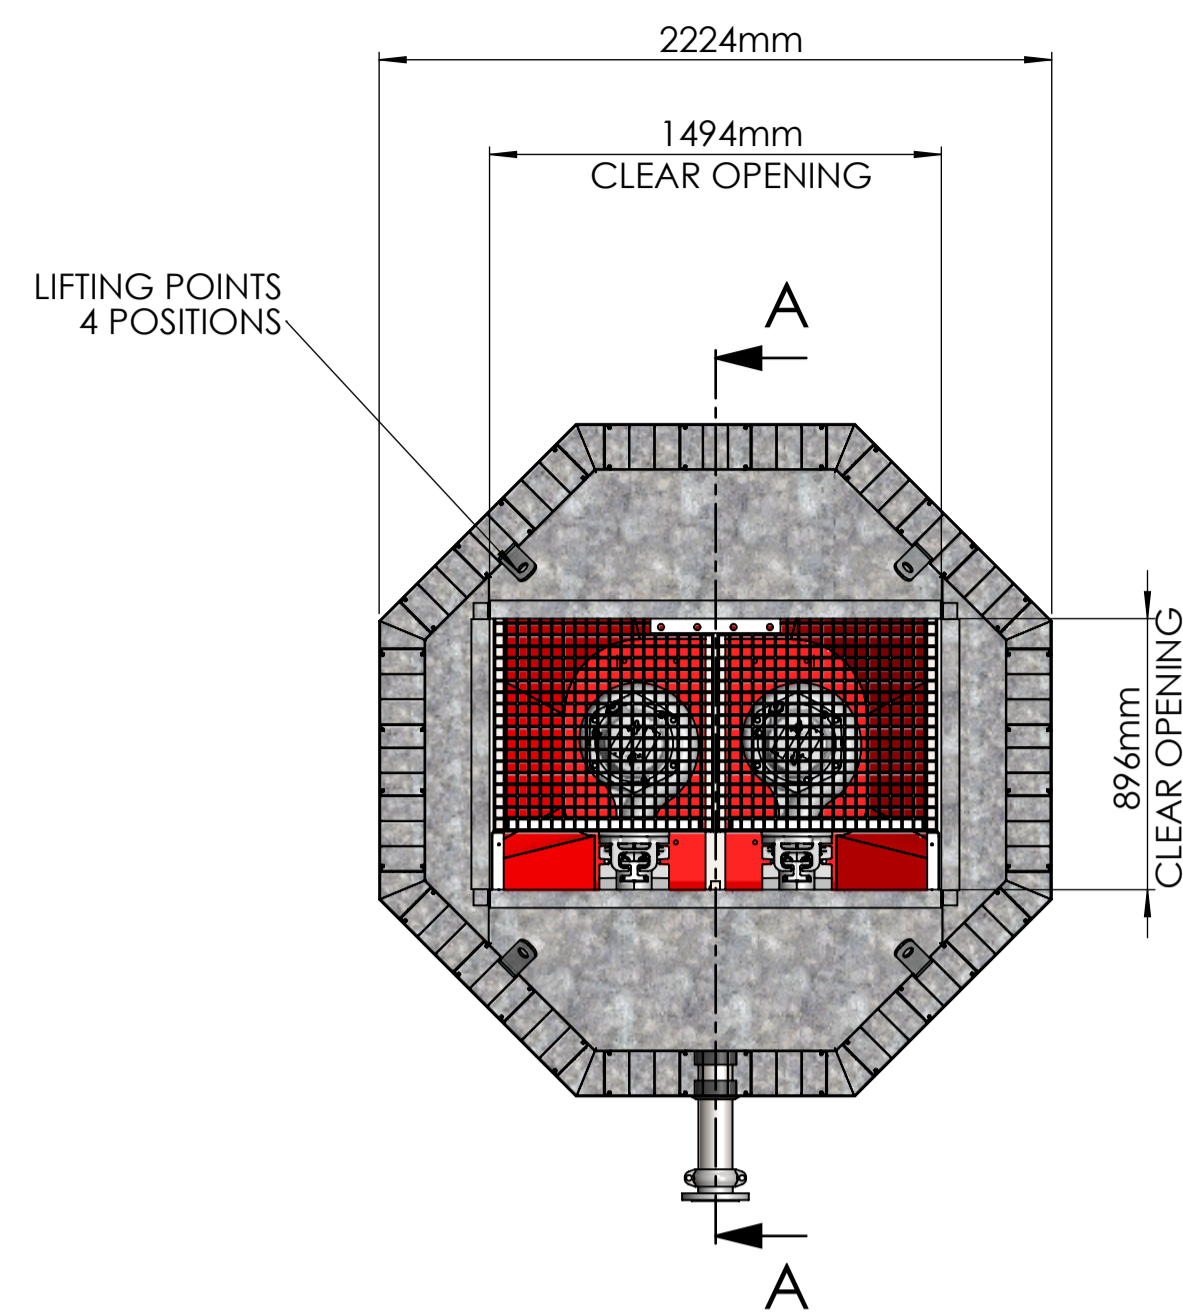 2224mm
1494mm
CLEAR OPENING
LIFTING POINTS
4 POSITIONS
A
896mm
CLEAR OPENING
A